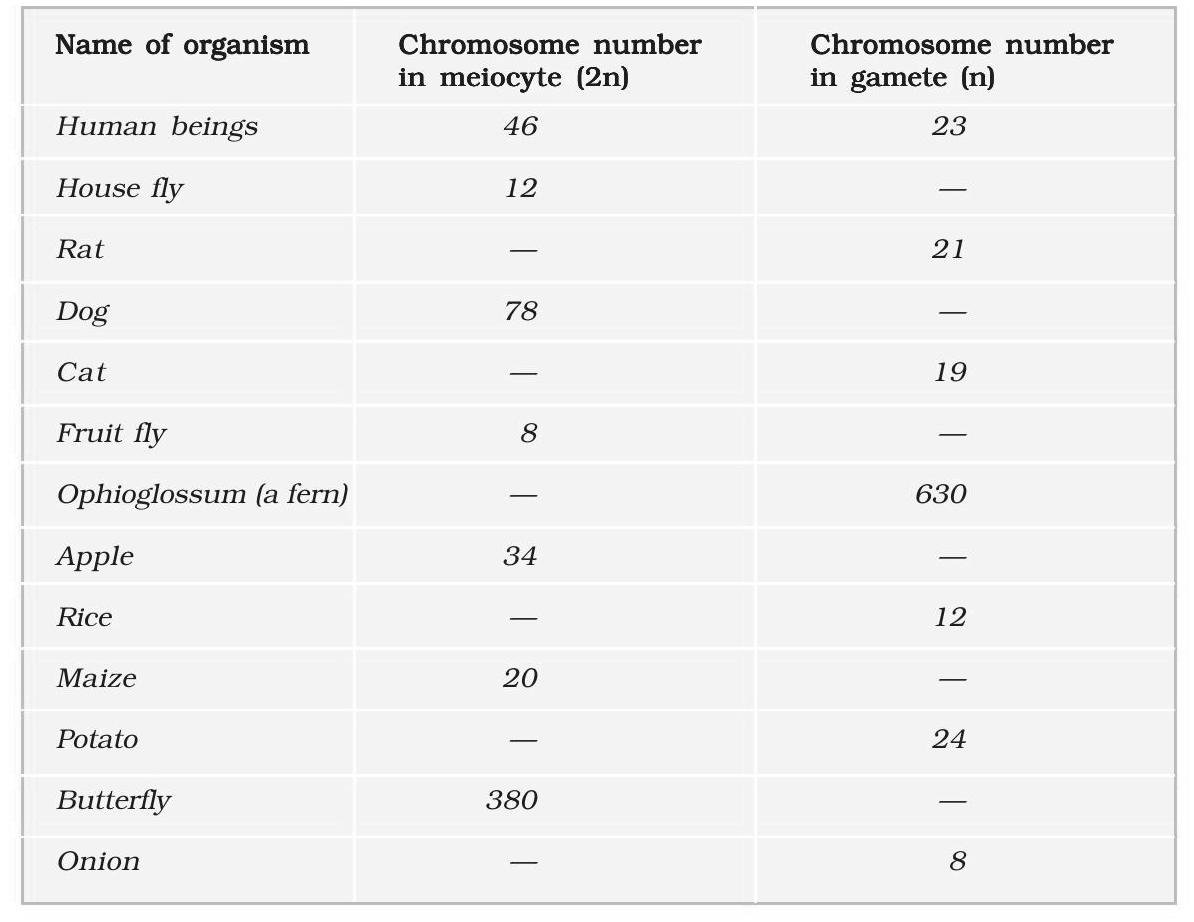 Name of organism Chromosome number in meiocyte (2n) Chromosome number in gamete (n)
Human beings 46 23
House fly 12 —
Rat — 21
Dog 78 —
Cat — 19
Fruit fly 8 —
Ophioglossum (a fern) — 630
Apple 34 —
Rice — 12
Maize 20 —
Potato — 24
Butterfly 380 —
Onion — 8